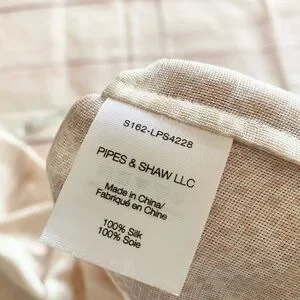 S162-LPS4228
PIPES & SHAW LLC
Made in China/
Fabriqué en Chine
100% Silk
100% Soie